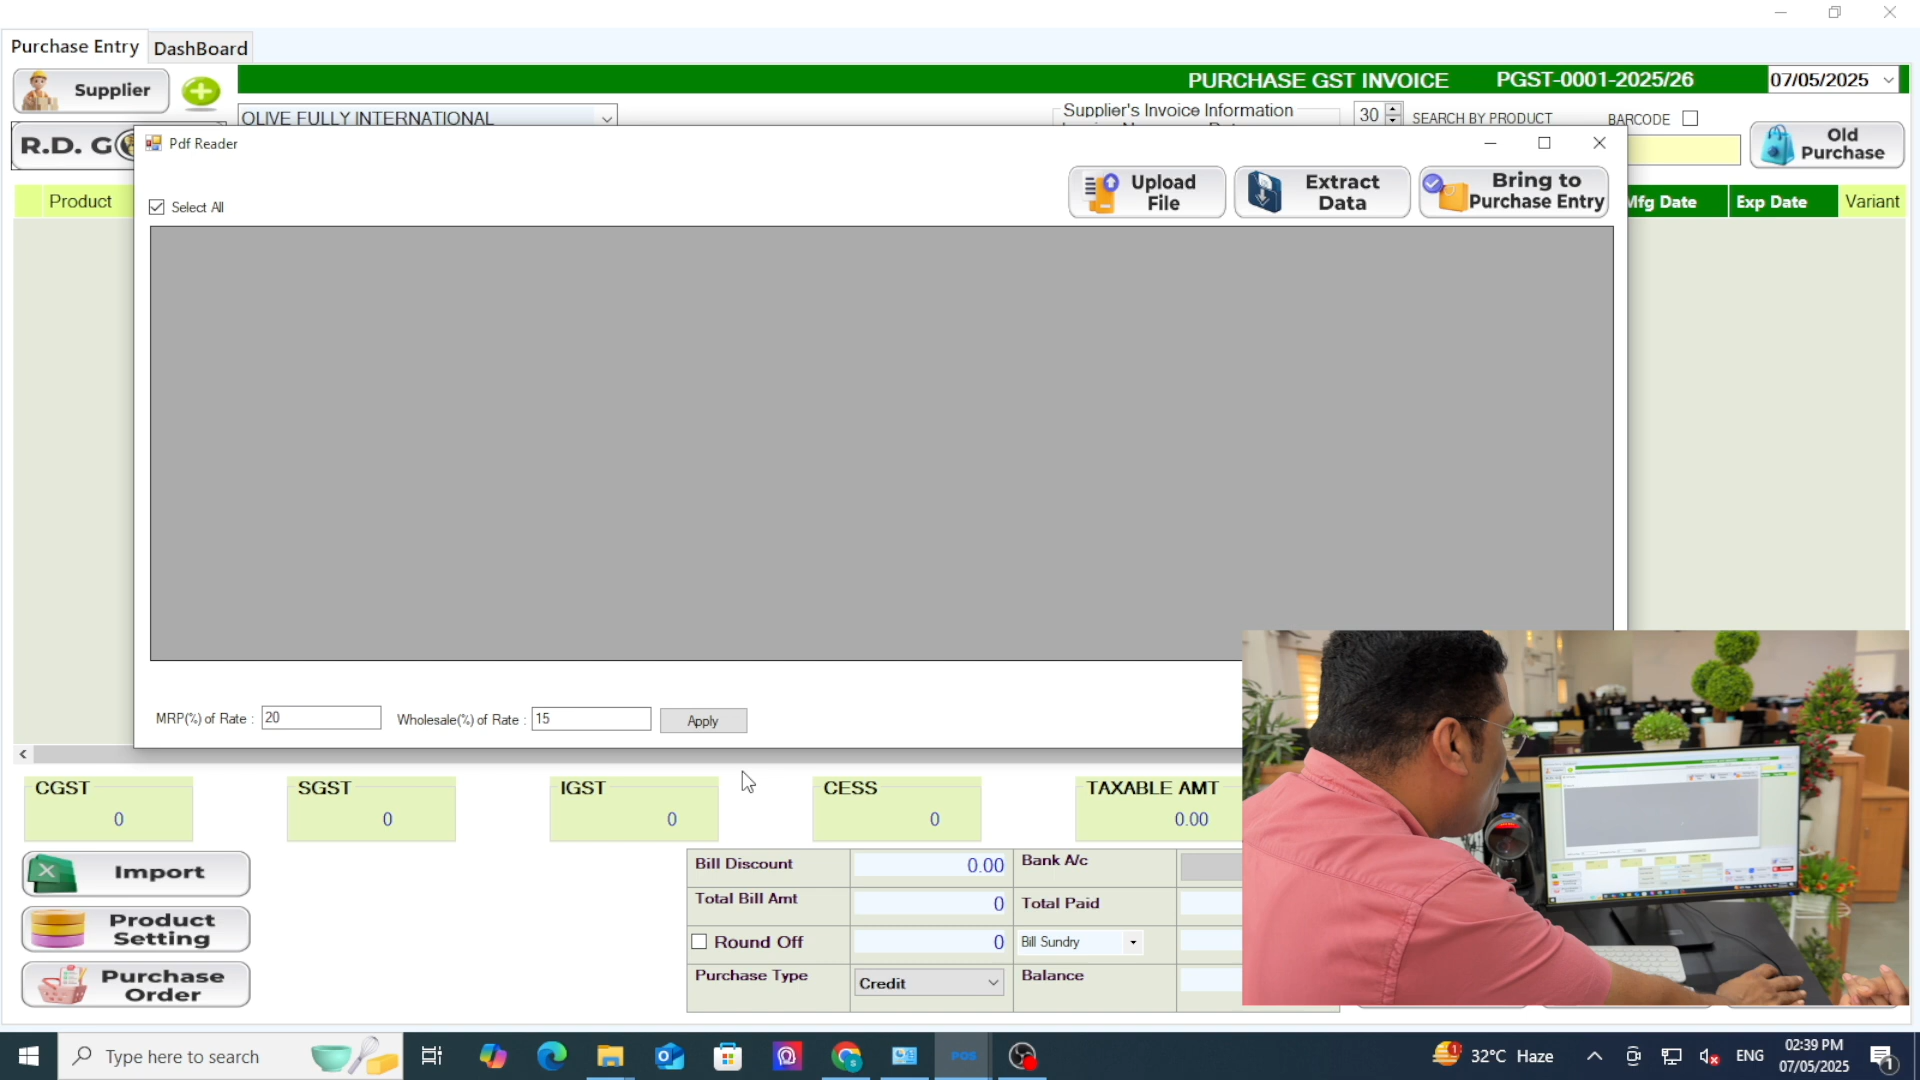 Purchase Entry
DashBoard
Supplier
PURCHASE GST INVOICE
PGST-0001-2025/26
07/05/2025
OLIVE FULLY INTERNATIONAL
Supplier's Invoice Information
30
SEARCH BY PRODUCT
BARCODE
Old
Purchase
R.D. G
Pdf Reader
Upload
File
Extract
Data
Bring to
Purchase Entry
Select All
Product
Mfg Date
Exp Date
Variant
MRP(%) of Rate :
20
Wholesale(%) of Rate :
15
Apply
CGST
0
SGST
0
IGST
0
CESS
0
TAXABLE AMT
0.00
Import
Product
Setting
Purchase
Order
Bill Discount
0.00
Bank A/c
Total Bill Amt
0
Total Paid
Round Off
0
Bill Sundry
Purchase Type
Credit
Balance
Type here to search
POS
1
32°C Haze
ENG
02:39 PM
07/05/2025
1